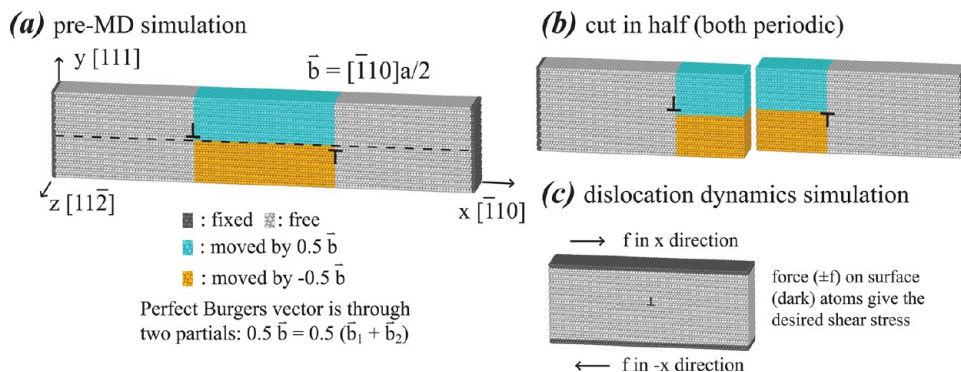 (a) pre-MD simulation
y [111]
b⃗ = [1̄10]a/2
z [112̄]
x [1̄10]
: fixed : free
: moved by 0.5 b⃗
: moved by -0.5 b⃗
Perfect Burgers vector is through
two partials: 0.5 b⃗ = 0.5 (b⃗₁ + b⃗₂)
(b) cut in half (both periodic)
(c) dislocation dynamics simulation
f in x direction
force (±f) on surface
(dark) atoms give the
desired shear stress
f in -x direction